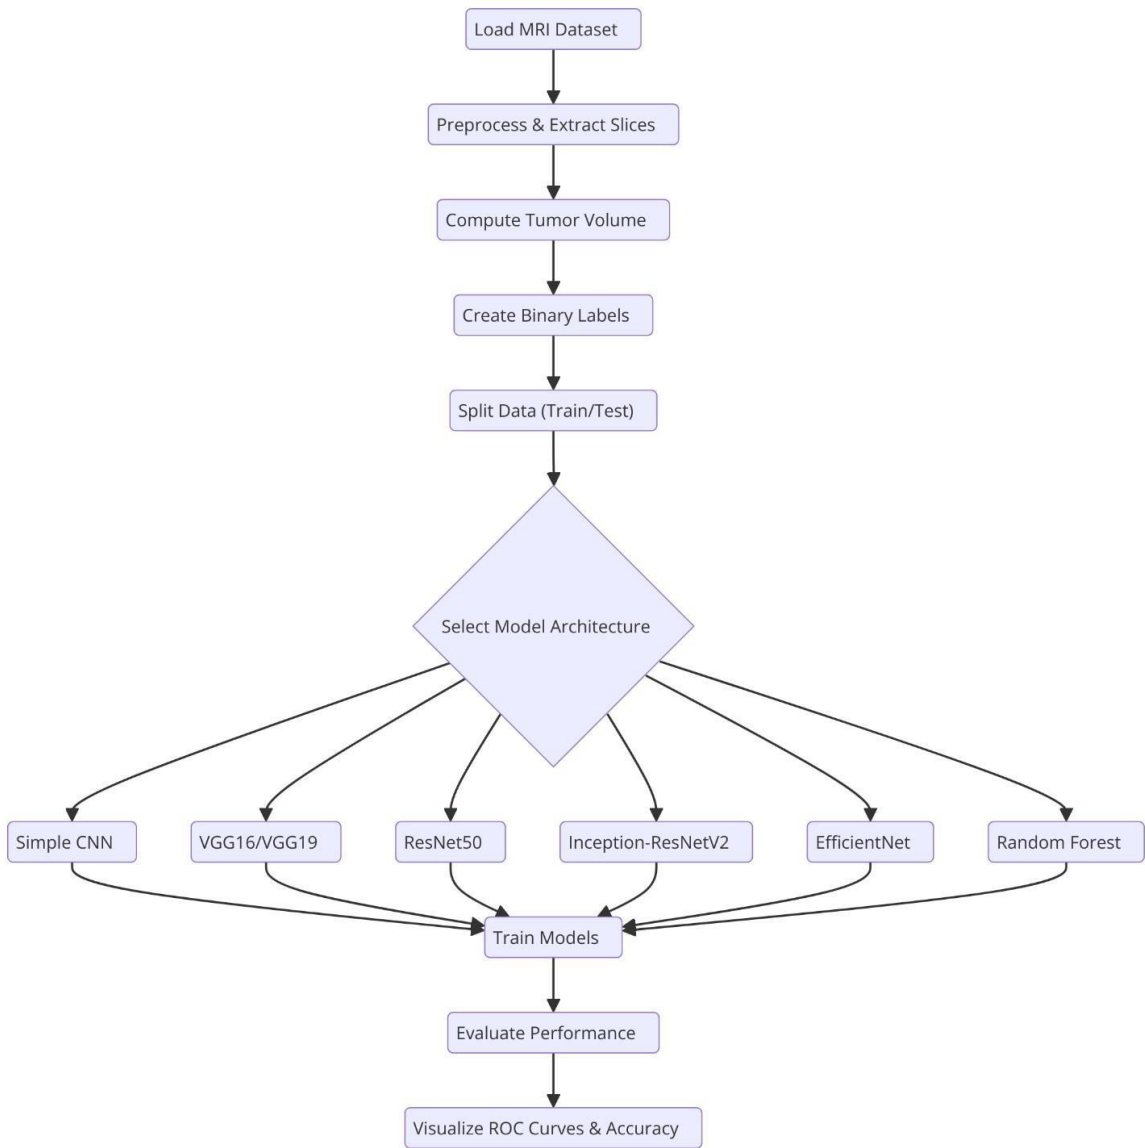 Load MRI Dataset
Preprocess & Extract Slices
Compute Tumor Volume
Create Binary Labels
Split Data (Train/Test)
Select Model Architecture
Simple CNN
VGG16/VGG19
ResNet50
Inception-ResNetV2
EfficientNet
Random Forest
Train Models
Evaluate Performance
Visualize ROC Curves & Accuracy